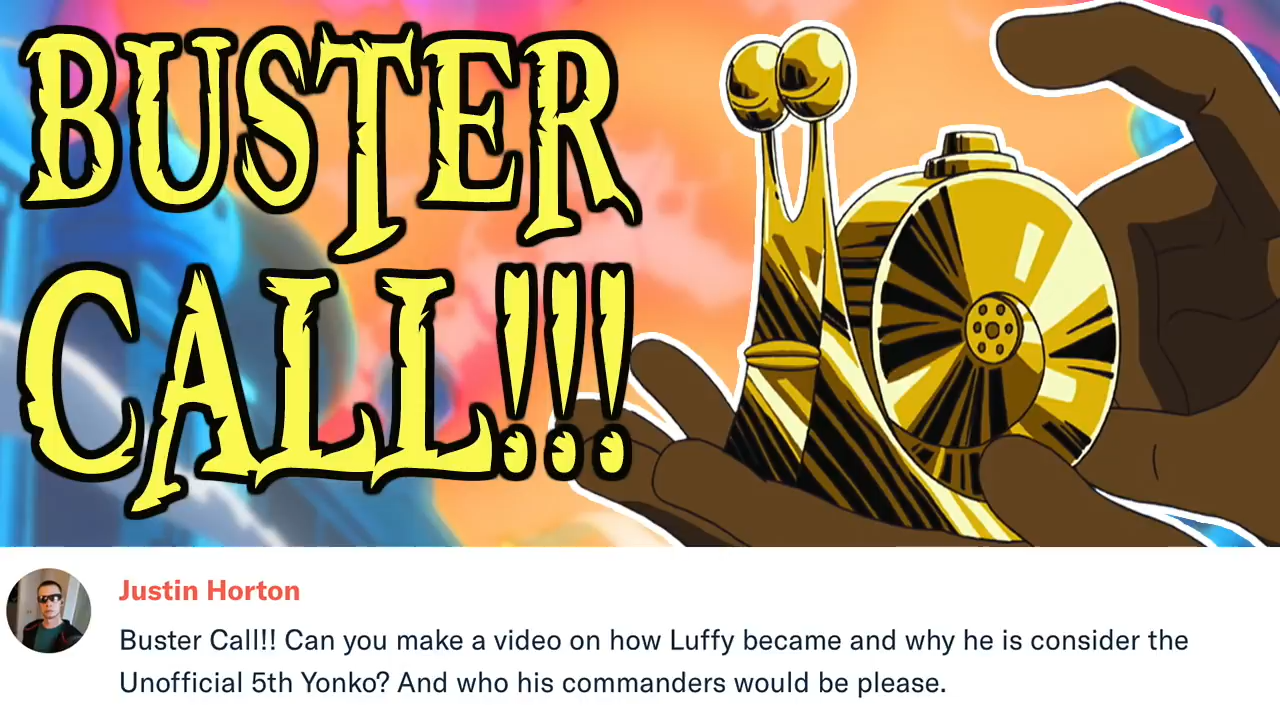 BUSTER
CALL!!!
Justin Horton
Buster Call!! Can you make a video on how Luffy became and why he is consider the
Unofficial 5th Yonko? And who his commanders would be please.